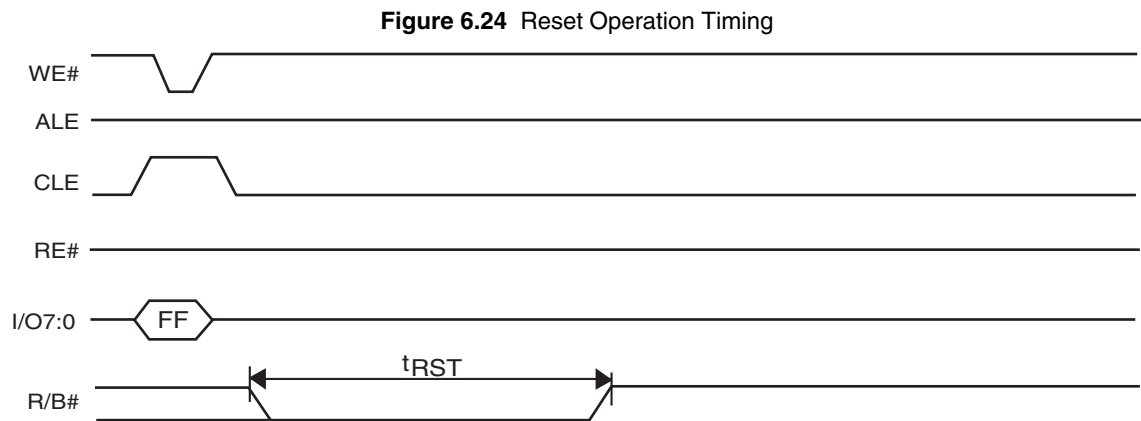 Figure 6.24 Reset Operation Timing
WE#
ALE
CLE
RE#
I/O7:0
FF
tRST
R/B#